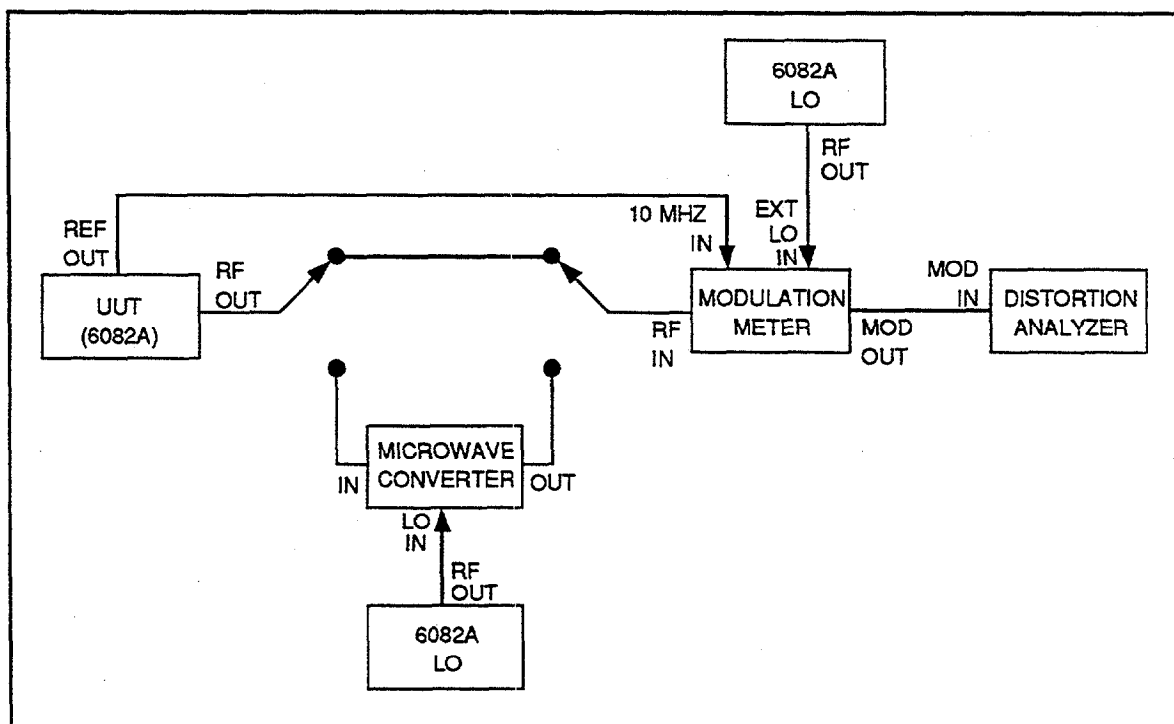 6082A
LO
RF
OUT
REF
OUT
10 MHZ
IN
EXT
LO
IN
UUT
(6082A)
RF
OUT
RF
IN
MODULATION
METER
MOD
OUT
MOD
IN
DISTORTION
ANALYZER
MICROWAVE
CONVERTER
IN
OUT
LO
IN
RF
OUT
6082A
LO